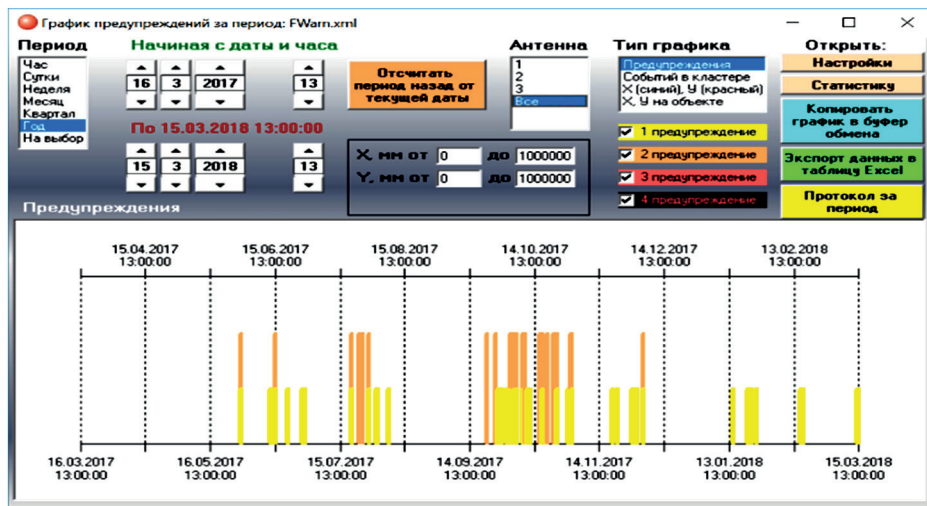 График предупреждений за период: FWarn.xml
Период
Начиная с даты и часа
Антенна
Тип графика
Открыть:
Час
Сутки
Неделя
Месяц
Квартал
Год
На выбор
16 3 2017 13
По 15.03.2018 13:00:00
15 3 2018 13
Отсчитать
период назад от
текущей даты
1
2
3
Все
X, мм от 0 до 1000000
Y, мм от 0 до 1000000
Предупреждения
Событий в кластере
X (синий), У (красный)
X, У на объекте
1 предупреждение
2 предупреждение
3 предупреждение
4 предупреждение
Настройки
Статистику
Копировать
график в буфер
обмена
Экспорт данных в
таблицу Excel
Протокол за
период
Предупреждения
15.04.2017 15.06.2017 15.08.2017 14.10.2017 14.12.2017 13.02.2018
13:00:00 13:00:00 13:00:00 13:00:00 13:00:00 13:00:00
16.03.2017 16.05.2017 15.07.2017 14.09.2017 14.11.2017 13.01.2018 15.03.2018
13:00:00 13:00:00 13:00:00 13:00:00 13:00:00 13:00:00 13:00:00